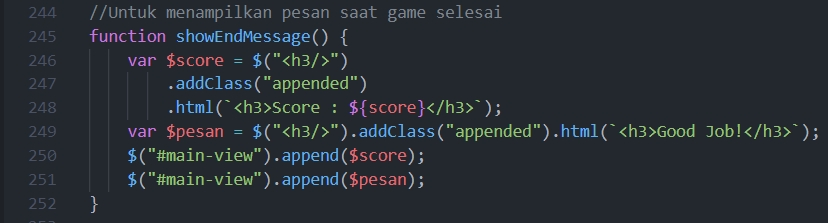 244 //Untuk menampilkan pesan saat game selesai
245 function showEndMessage() {
246     var $score = $("<h3/>")
247         .addClass("appended")
248         .html(`<h3>Score : ${score}</h3>`);
249     var $pesan = $("<h3/>").addClass("appended").html(`<h3>Good Job!</h3>`);
250     $("#main-view").append($score);
251     $("#main-view").append($pesan);
252 }